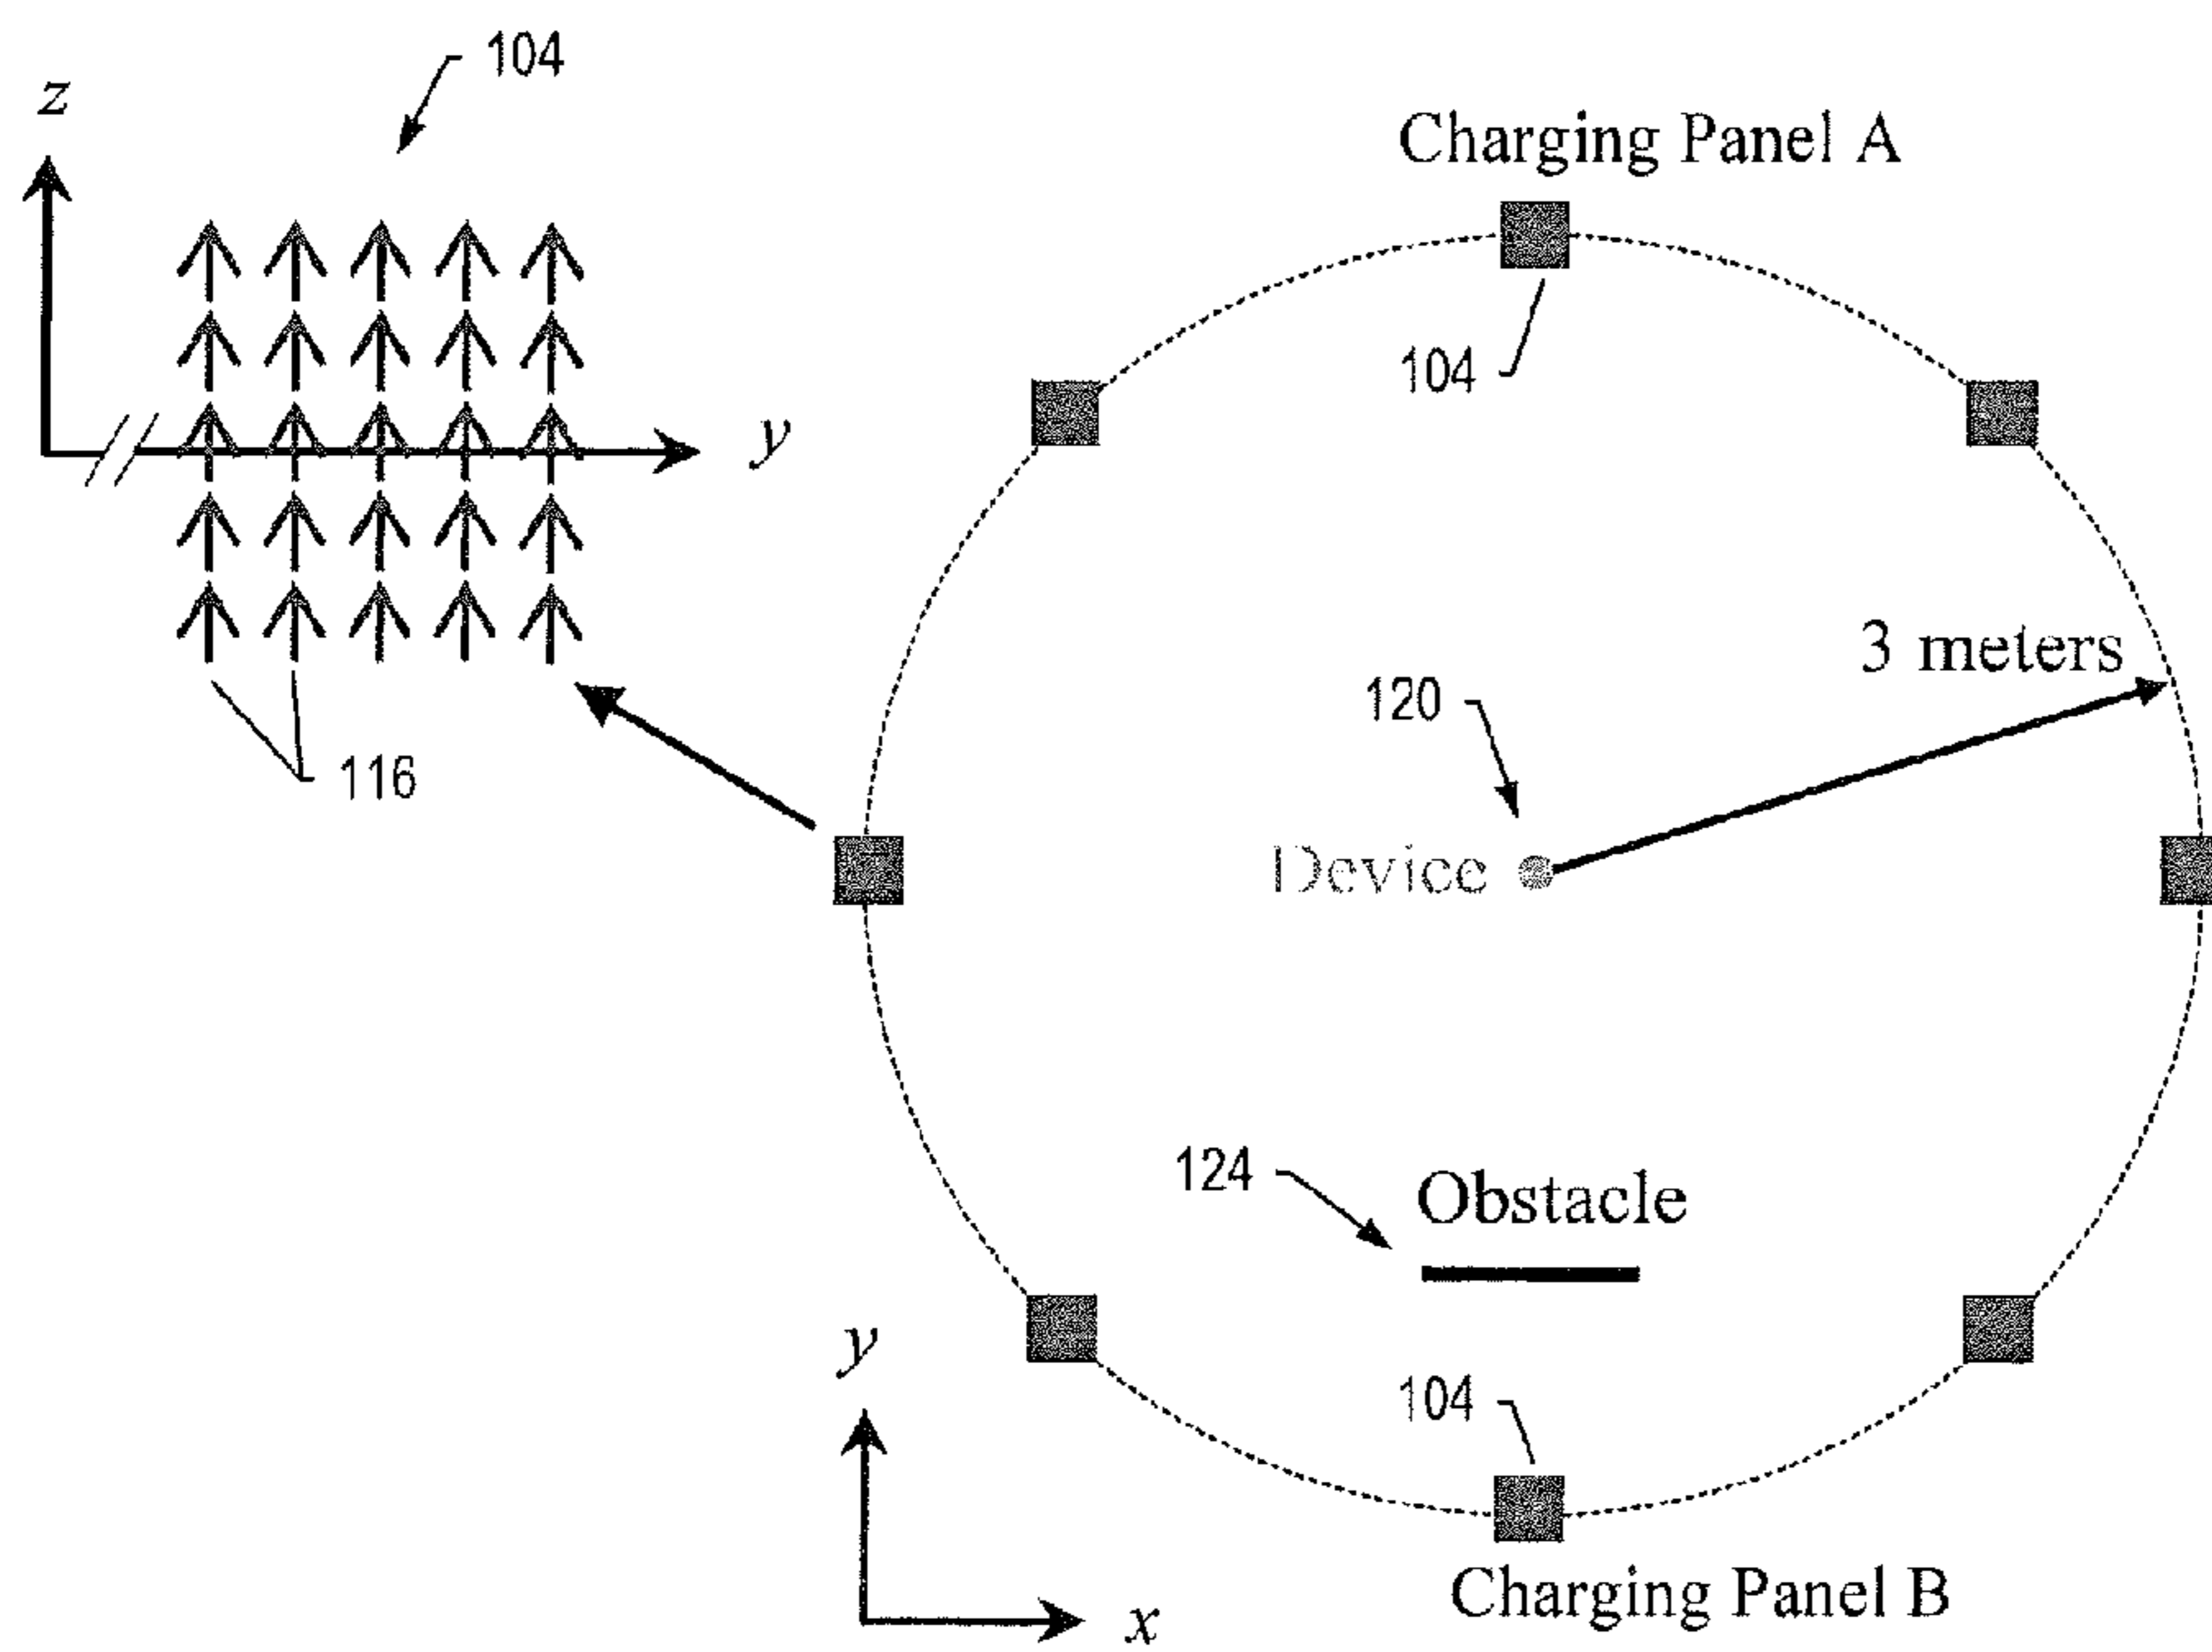 104
z
Charging Panel A
104
y
3 meters
120
116
Device
124
Obstacle
y
104
Charging Panel B
x